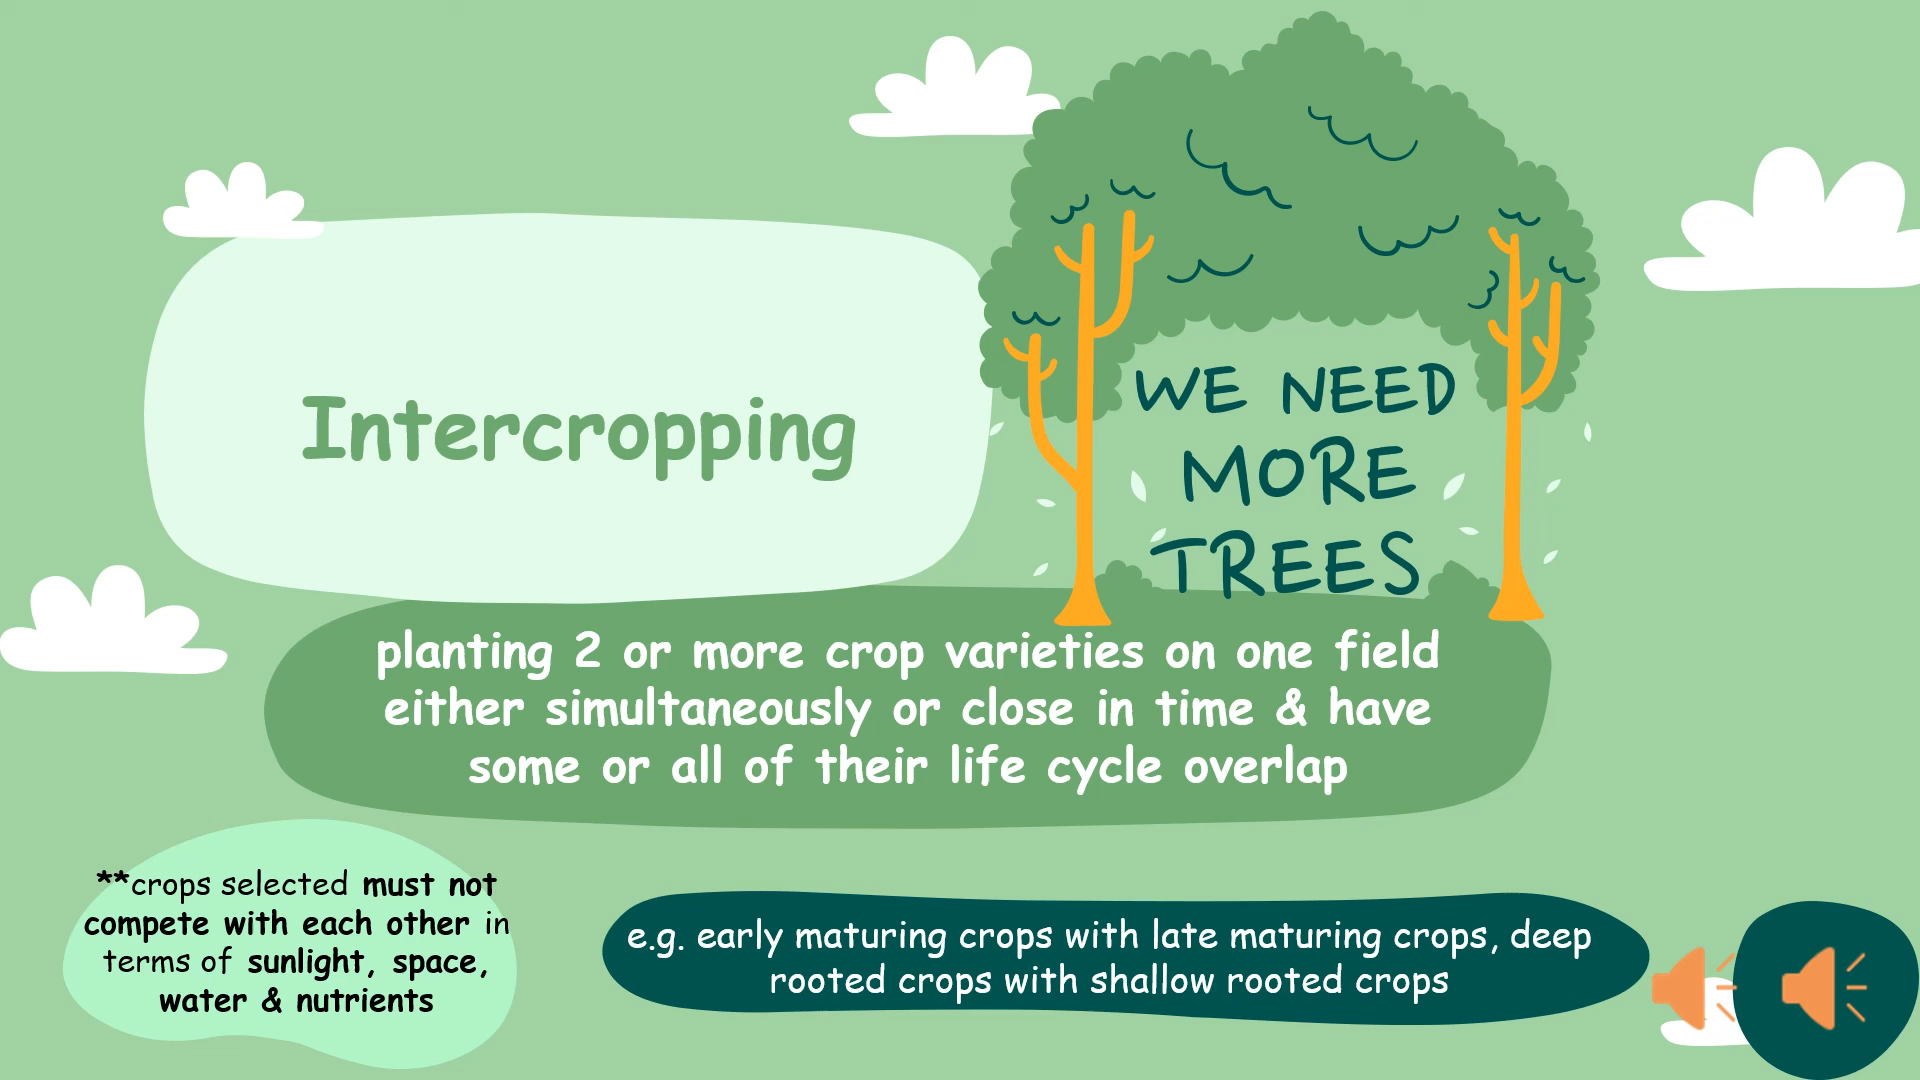 Intercropping
WE NEED
MORE
TREES
planting 2 or more crop varieties on one field
either simultaneously or close in time & have
some or all of their life cycle overlap
**crops selected must not
compete with each other in
terms of sunlight, space,
water & nutrients
e.g. early maturing crops with late maturing crops, deep
rooted crops with shallow rooted crops